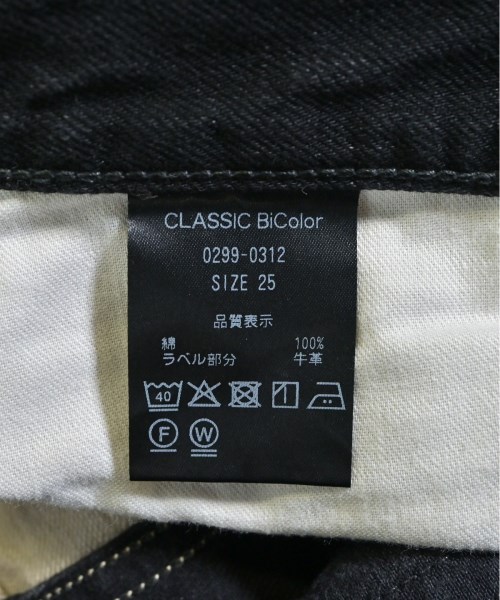 CLASSIC BiColor
0299-0312
SIZE 25
品質表示
綿 100%
ラベル部分 牛革
40
F W